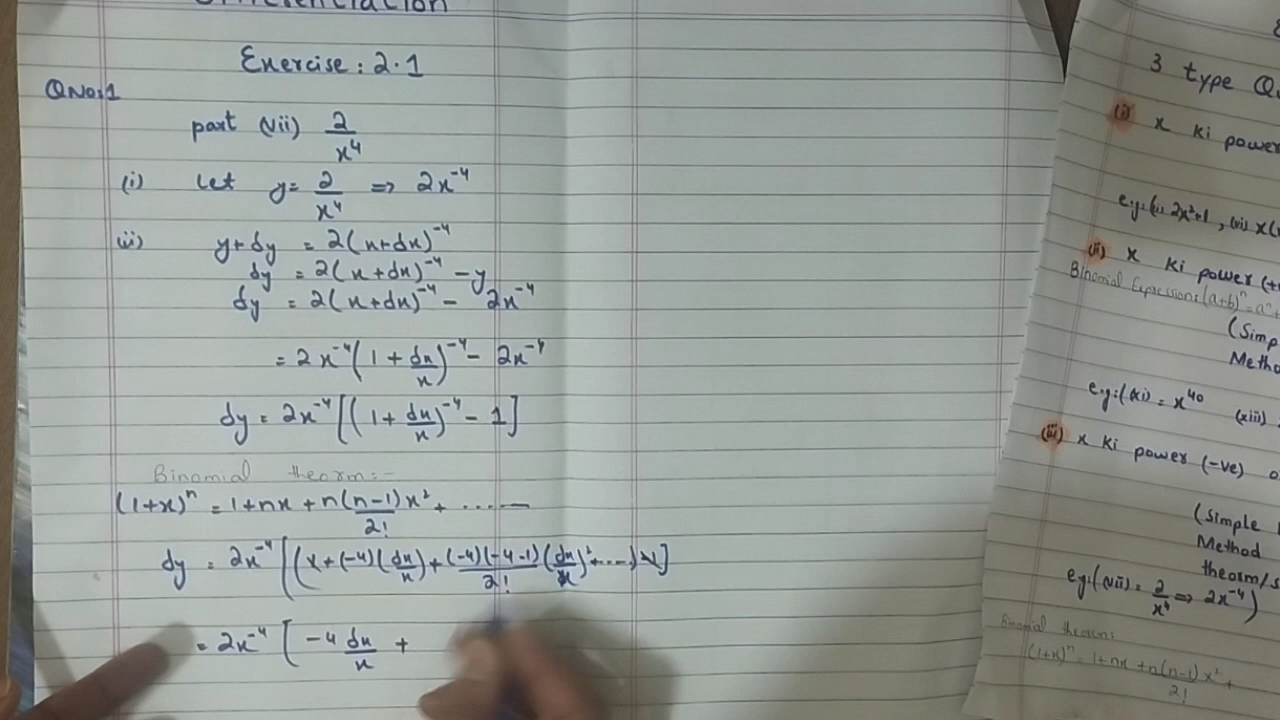 Differentiation
Exercise: 2.1
QNo:1
part (vii) 2/x⁴
(i) Let y = 2/x⁴ => 2x⁻⁴
(ii) y+δy = 2(x+δx)⁻⁴
δy = 2(x+δx)⁻⁴ - y
δy = 2(x+δx)⁻⁴ - 2x⁻⁴
= 2x⁻⁴(1 + δx/x)⁻⁴ - 2x⁻⁴
δy = 2x⁻⁴[(1 + δx/x)⁻⁴ - 1]
Binomial theorm:-
(1+x)ⁿ = 1+nx + n(n-1)x²/2! + ......
δy = 2x⁻⁴[(1+(-4)(δx/x) + (-4)(-4-1)/2! (δx/x)² + ....)-1]
= 2x⁻⁴[-4 δx/x +
3 type Q
(i) x ki power
e.g:(ii) 2x²+1, (vi) x(
(ii) x ki power (+
Binomial Expression:(a+b)ⁿ = aⁿ+
(Simp
Metho
e.g:(xi) = x⁴⁰ (xiii)
(iii) x ki power (-ve) o
(Simple
Method
theorm/s
e.g:(vii) = 2/x⁴ => 2x⁻⁴)
Binomial theorm:
(1+x)ⁿ = 1+nx + n(n-1)x²/2! +